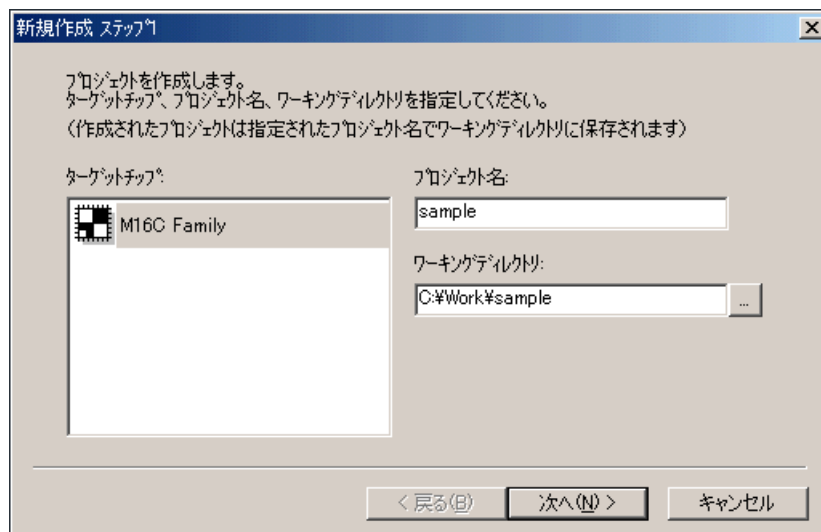 新規作成 ステップ1
プロジェクトを作成します。
ターゲットチップ、プロジェクト名、ワーキングディレクトリを指定してください。
(作成されたプロジェクトは指定されたプロジェクト名でワーキングディレクトリに保存されます)
ターゲットチップ:
M16C Family
プロジェクト名:
sample
ワーキングディレクトリ:
C:¥Work¥sample
...
< 戻る(B)
次へ(N) >
キャンセル